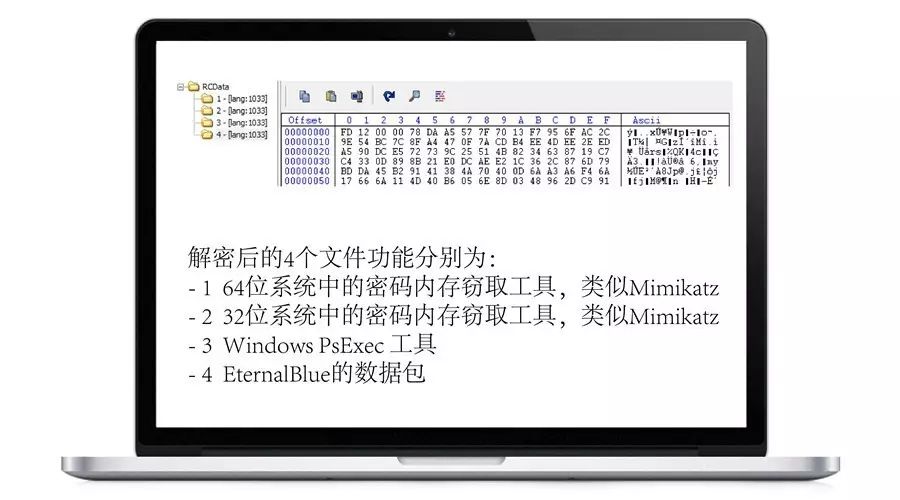 RCData
1 - [lang:1033]
2 - [lang:1033]
3 - [lang:1033]
4 - [lang:1033]
Offset 0 1 2 3 4 5 6 7 8 9 A B C D E F Ascii
00000000 FD 12 00 00 78 DA A5 57 7F 70 13 F7 95 6F AC 2C
00000010 9E 54 BC 7C 8F A4 47 0F 7A CD B4 EE 4D EE 2E ED
00000020 A5 90 DC E5 72 73 9C 25 51 4B 82 34 63 87 19 C7
00000030 C4 33 0D 89 8B 21 E0 DC AE E2 1C 36 2C 87 6D 79
00000040 BD DA 45 B2 91 41 38 4A 70 40 0D 6A A3 A6 F4 6A
00000050 17 66 6A 11 4D 40 B6 05 6E 8D 03 48 96 2D C9 91
解密后的4个文件功能分别为：
- 1 64位系统中的密码内存窃取工具，类似Mimikatz
- 2 32位系统中的密码内存窃取工具，类似Mimikatz
- 3 Windows PsExec 工具
- 4 EternalBlue的数据包